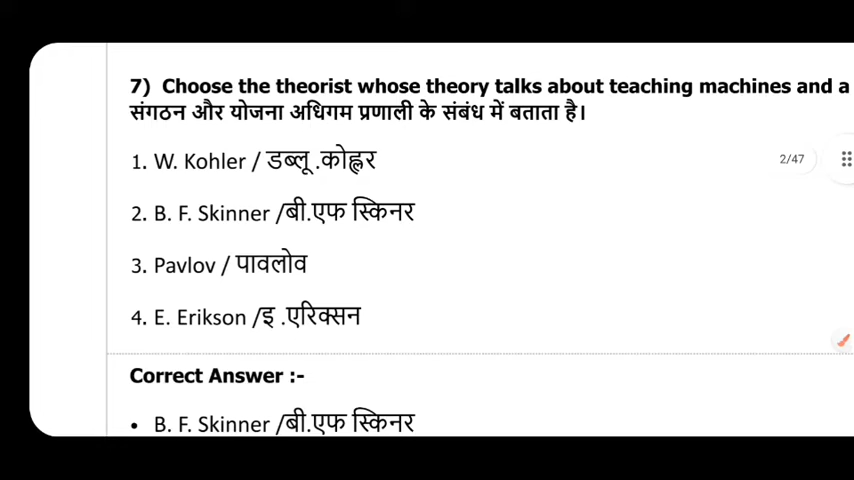 7) Choose the theorist whose theory talks about teaching machines and a
संगठन और योजना अधिगम प्रणाली के संबंध में बताता है।
1. W. Kohler / डब्लू .कोह्लर
2/47
2. B. F. Skinner /बी.एफ स्किनर
3. Pavlov / पावलोव
4. E. Erikson /इ .एरिक्सन
Correct Answer :-
• B. F. Skinner /बी.एफ स्किनर